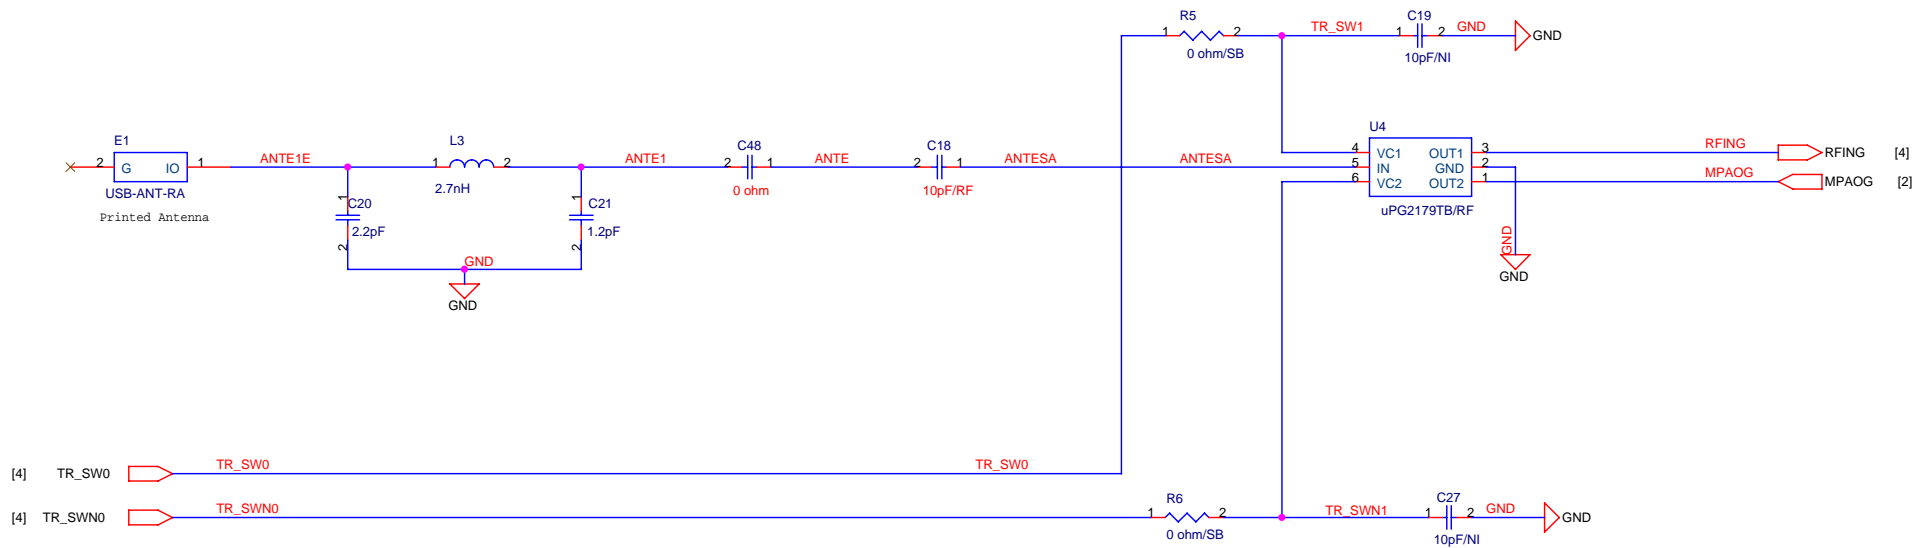 R5
1
2
0 ohm/SB
TR_SW1
C19
1
2
10pF/NI
GND
GND
E1
2
G
IO
1
USB-ANT-RA
Printed Antenna
ANTE1E
L3
1
2
2.7nH
ANTE1
C48
2
1
0 ohm
ANTE
C18
2
1
10pF/RF
ANTESA
ANTESA
U4
4
VC1
OUT1
3
5
IN
GND
2
6
VC2
OUT2
1
uPG2179TB/RF
RFING
RFING
[4]
MPAOG
MPAOG
[2]
1
C20
2.2pF
2
1
C21
1.2pF
2
GND
GND
GND
GND
[4]
TR_SW0
TR_SW0
TR_SW0
[4]
TR_SWN0
TR_SWN0
R6
1
2
0 ohm/SB
TR_SWN1
C27
1
2
10pF/NI
GND
GND